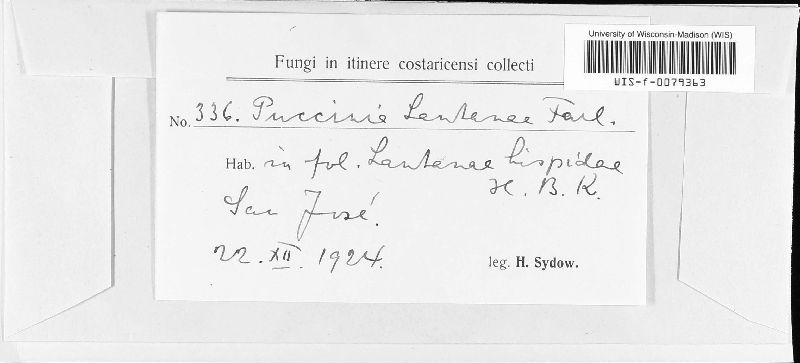 University of Wisconsin-Madison (WIS)
WIS-f-0079363
Fungi in itinere costaricensi collecti
No. 336. Puccinia Lantanae Farl.
Hab. in fol. Lantanae hispidae
H. B. K.
San José.
22. XII. 1924.
leg. H. Sydow.